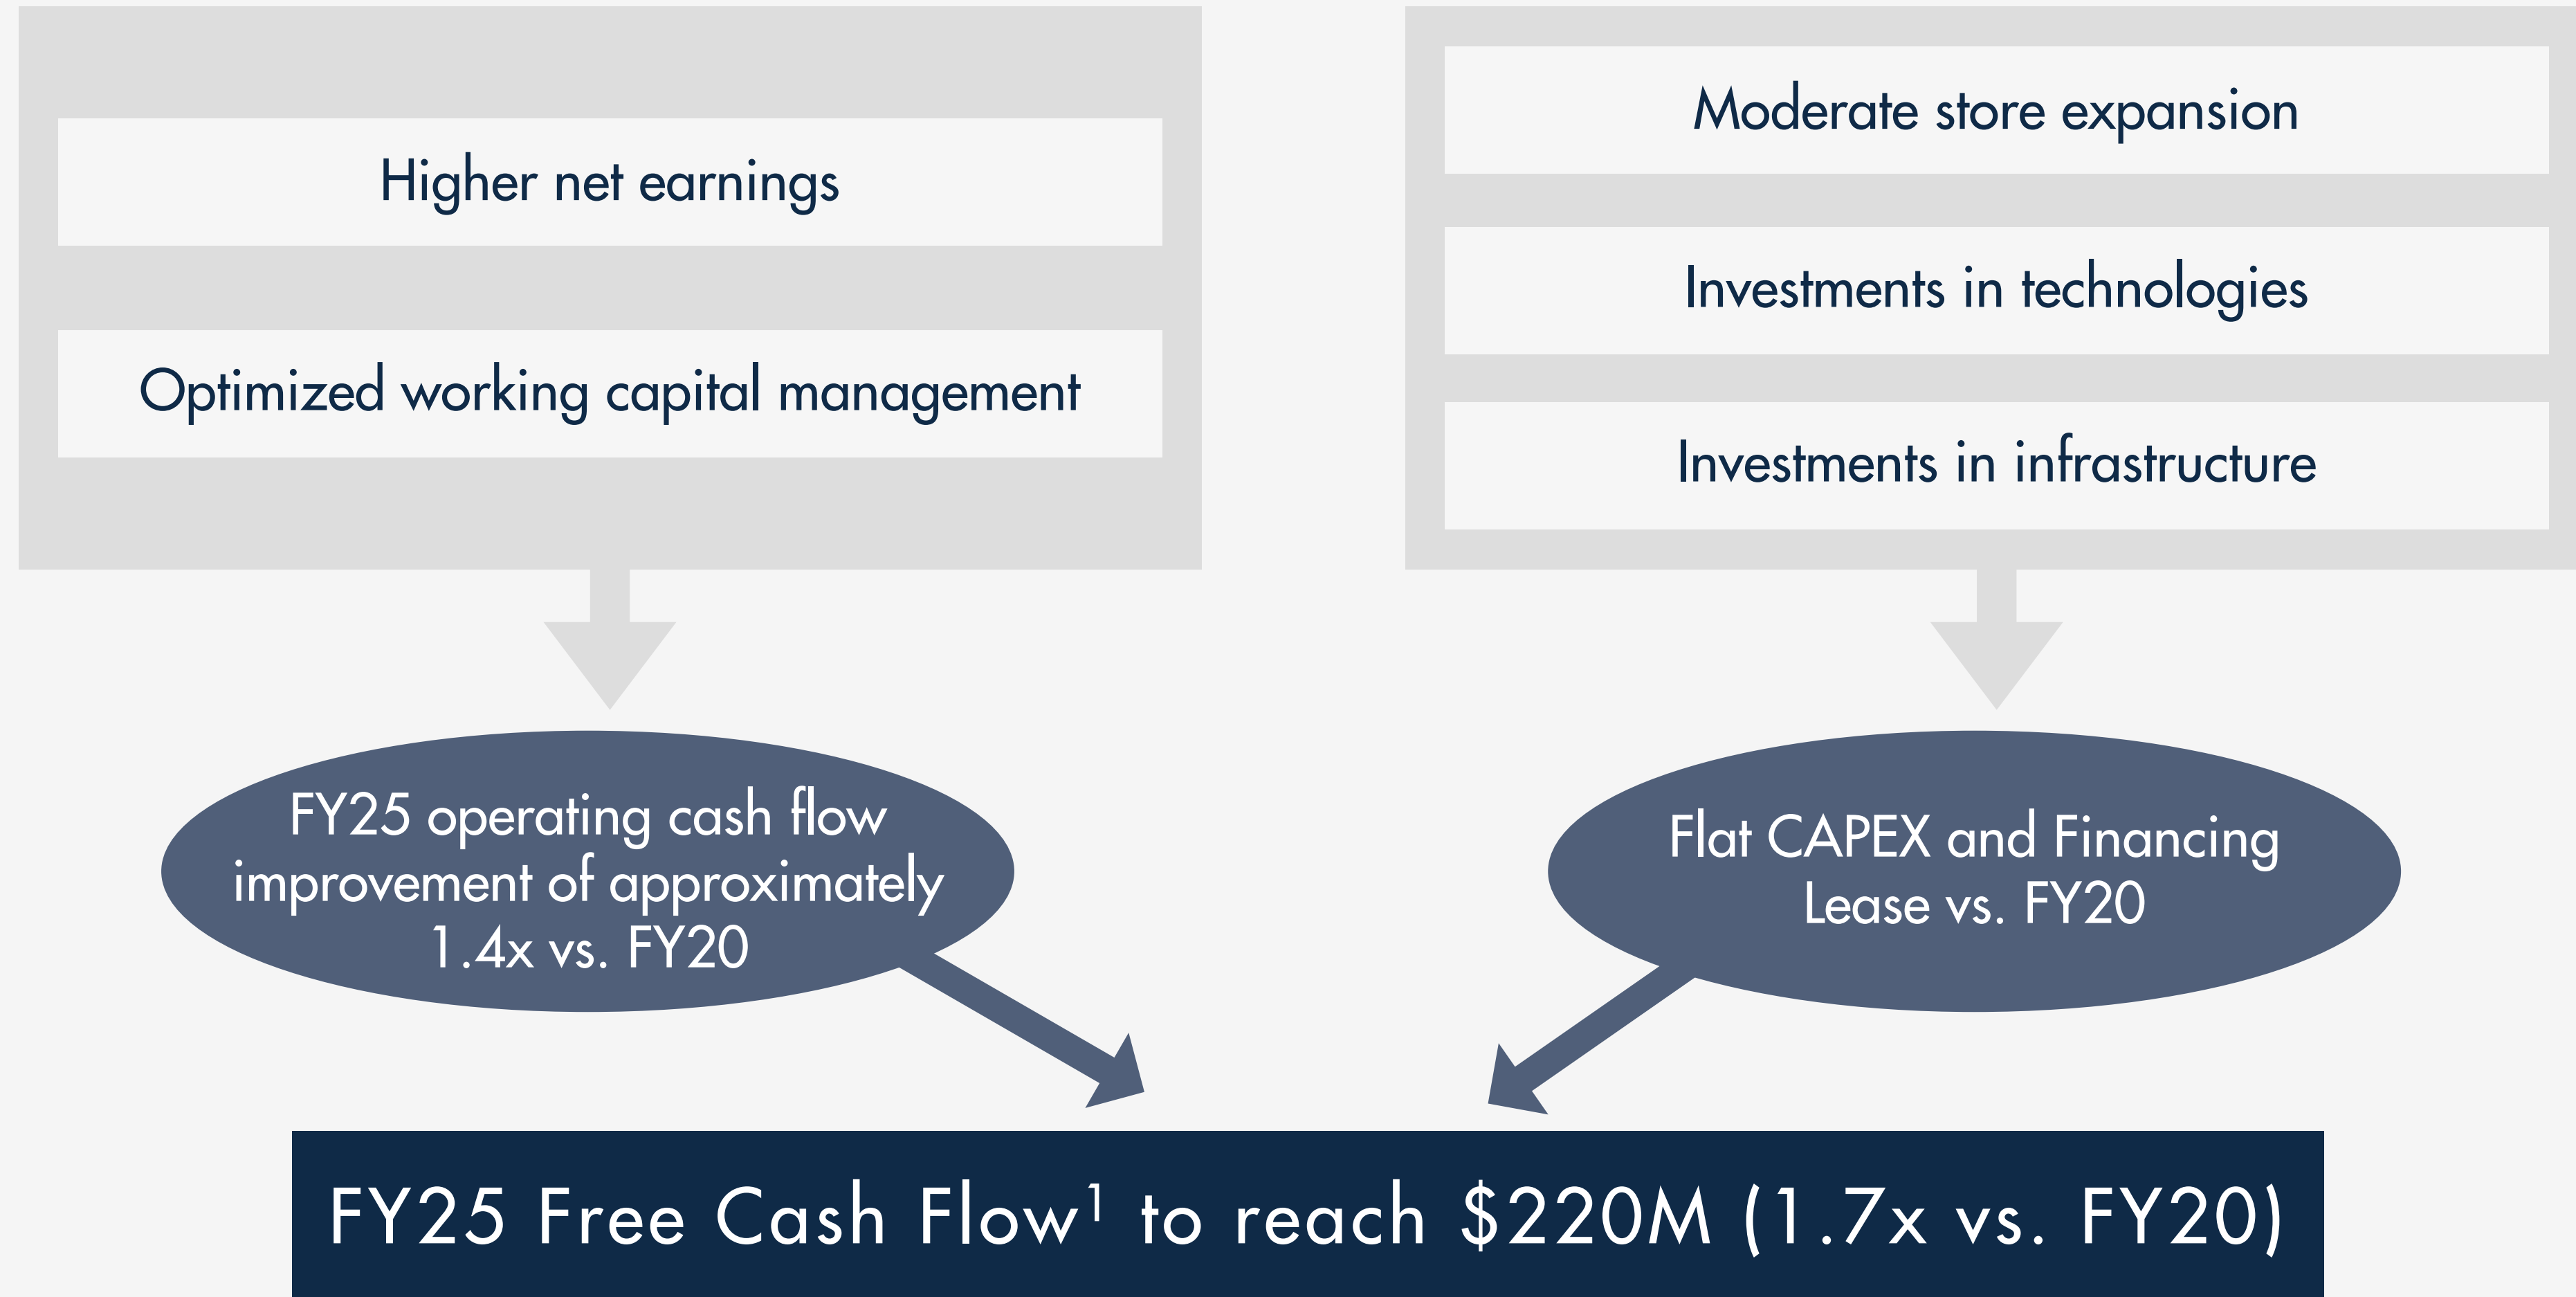 Higher net earnings
Optimized working capital management
Moderate store expansion
Investments in technologies
Investments in infrastructure
FY25 operating cash flow
improvement of approximately
1.4x vs. FY20
Flat CAPEX and Financing
Lease vs. FY20
FY25 Free Cash Flow¹ to reach $220M (1.7x vs. FY20)